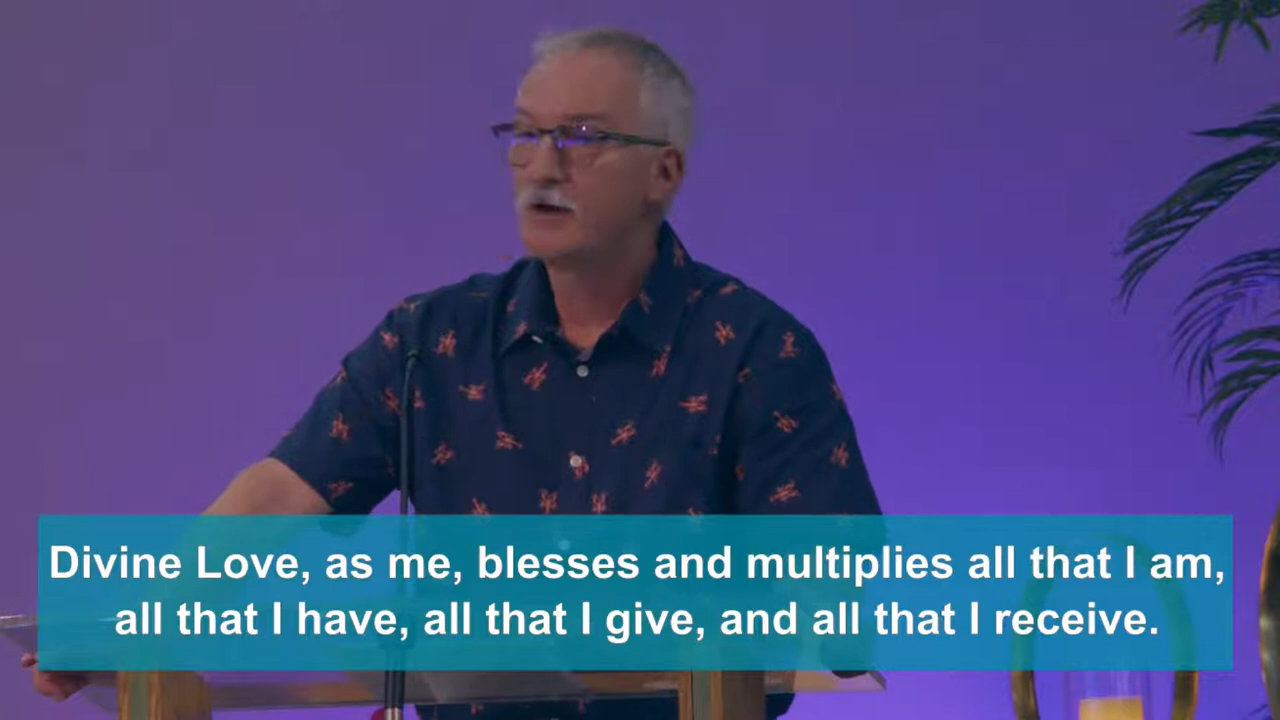 Divine Love, as me, blesses and multiplies all that I am,
all that I have, all that I give, and all that I receive.